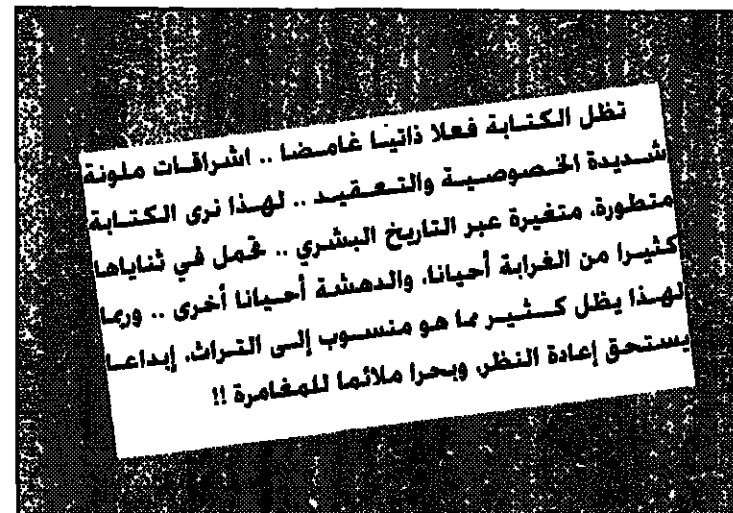 تظل الكتابة فعلا ذاتيا غامضا .. اشراقات ملونة
شديدة الخصوصية والتعقيد .. لهذا نرى الكتابة
متطورة، متغيرة عبر التاريخ البشري .. تحمل في ثناياها
كثيرا من الغرابة أحيانا، والدهشة أحيانا أخرى .. وربما
لهذا يظل كثير مما هو منسوب إلى التراث، إبداعا
يستحق إعادة النظر، وبحرا ملائما للمغامرة !!